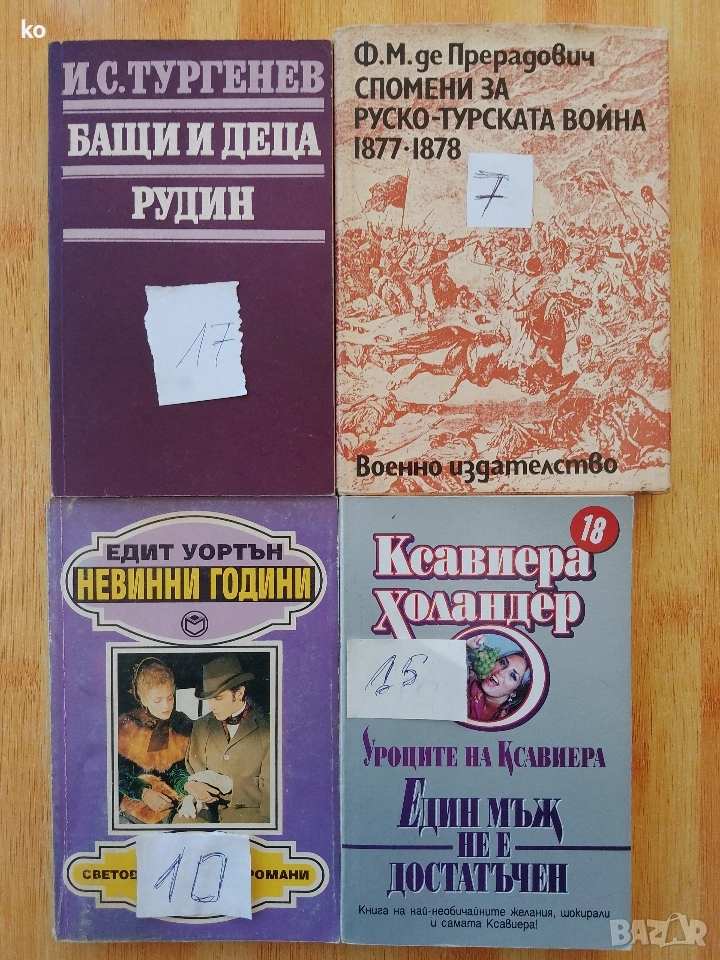 ko
И.С.ТУРГЕНЕВ
БАЩИ И ДЕЦА
РУДИН
17
Ф.М. де Прерадович
СПОМЕНИ ЗА
РУСКО-ТУРСКАТА ВОЙНА
1877·1878
7
Военно издателство
ЕДИТ УОРТЪН
НЕВИННИ ГОДИНИ
10
СВЕТОВ РОМАНИ
18
Ксавиера
Холандер
15
УРОЦИТЕ НА КСАВИЕРА
ЕДИН МЪЖ
НЕ Е
ДОСТАТЪЧЕН
Книга на най-необичайните желания, шокирали
и самата Ксавиера!
BAZAR